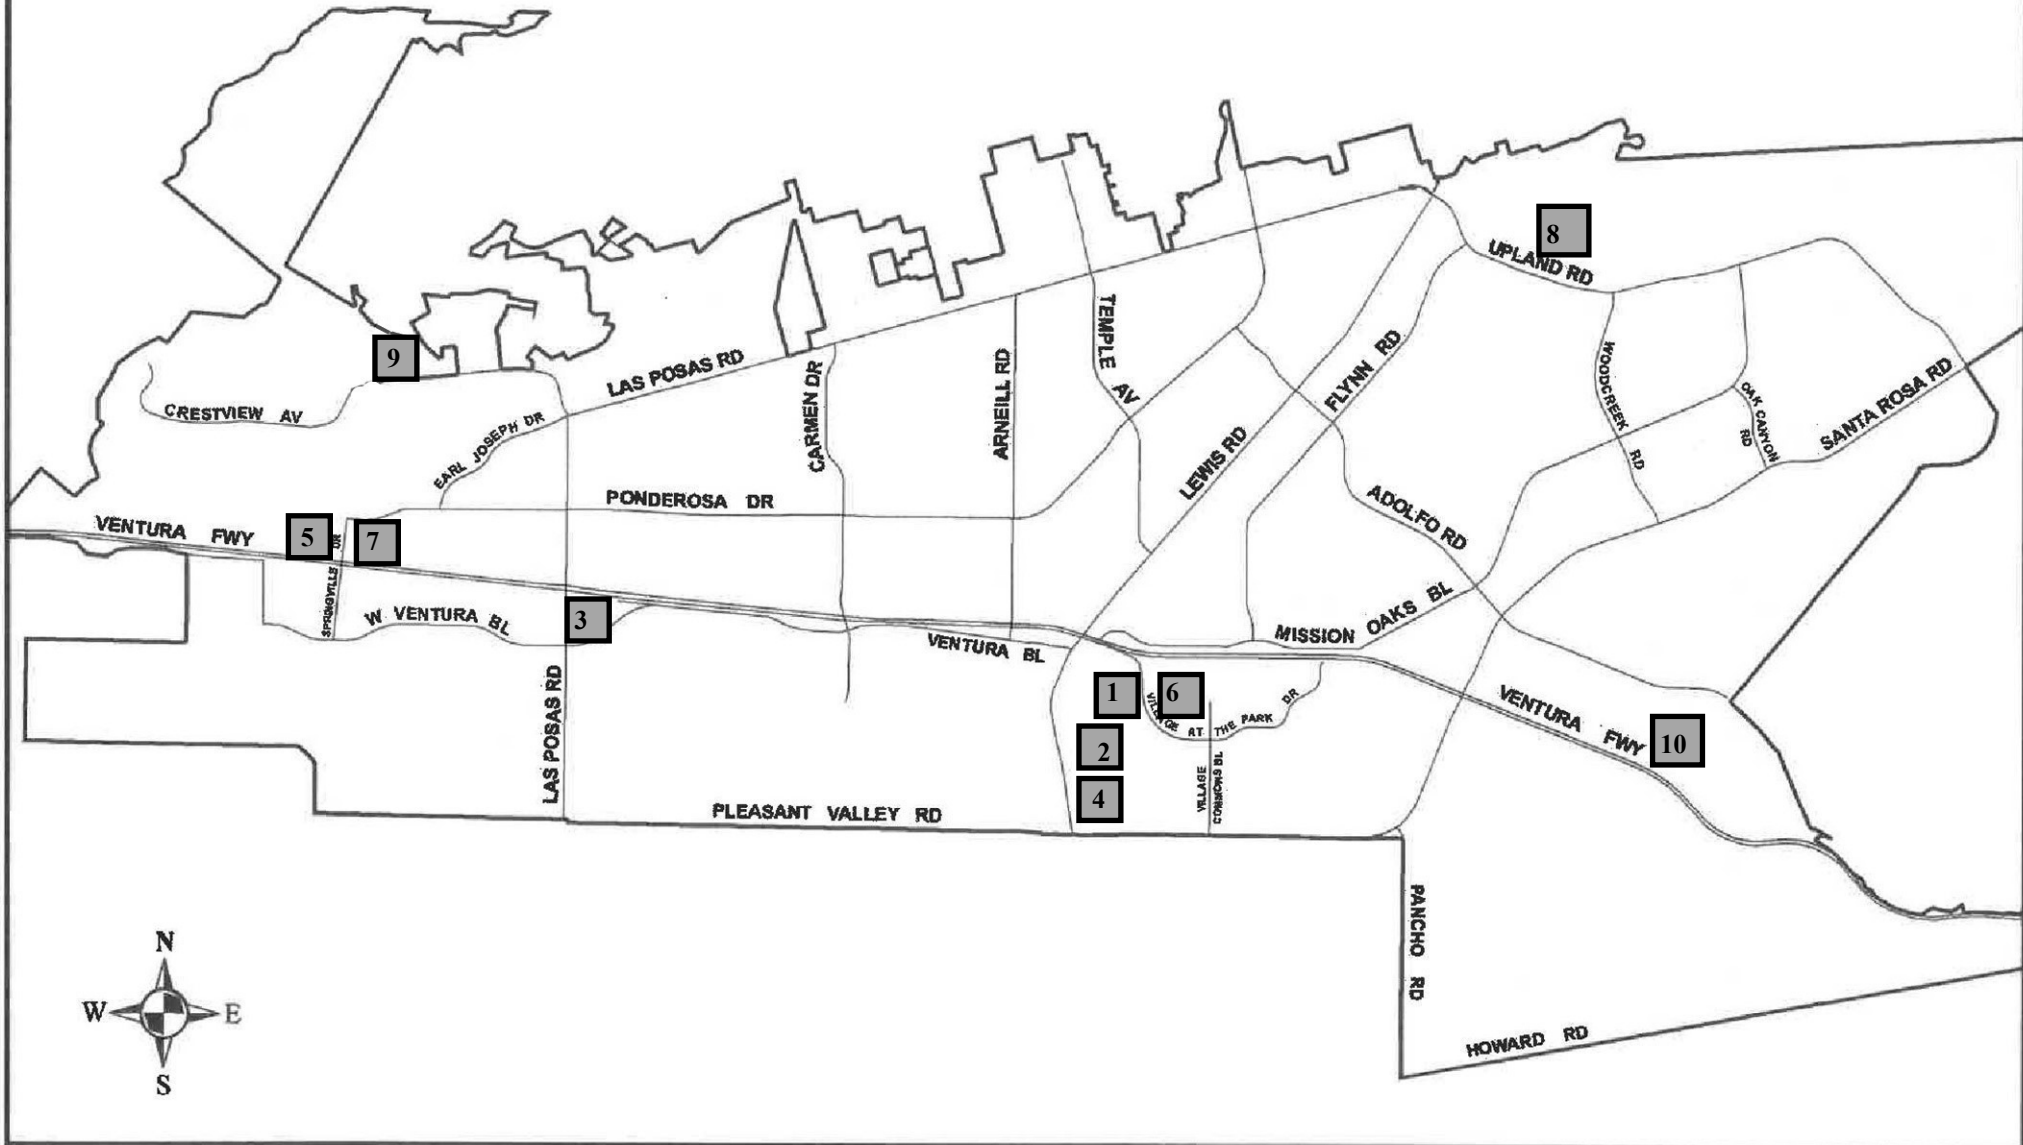 8
UPLAND RD
TEMPLE AV
9
LAS POSAS RD
CARMEN DR
ARNEILL RD
FLYNN RD
WOODCREEK RD
OAK CANYON RD
SANTA ROSA RD
CRESTVIEW AV
EARL JOSEPH DR
LEWIS RD
PONDEROSA DR
ADOLFO RD
VENTURA FWY
5
7
SPRINGVILLE DR
W VENTURA BL
3
VENTURA BL
MISSION OAKS BL
1
6
VILLAGE AT THE PARK DR
VENTURA FWY
10
2
4
LAS POSAS RD
VILLAGE
COMMONS BL
PLEASANT VALLEY RD
PANCHO RD
HOWARD RD
N
W
E
S